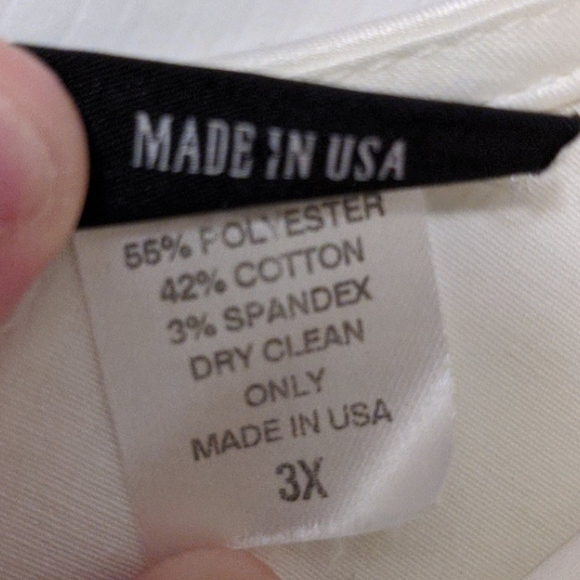 MADE IN USA
55% POLYESTER
42% COTTON
3% SPANDEX
DRY CLEAN
ONLY
MADE IN USA
3X